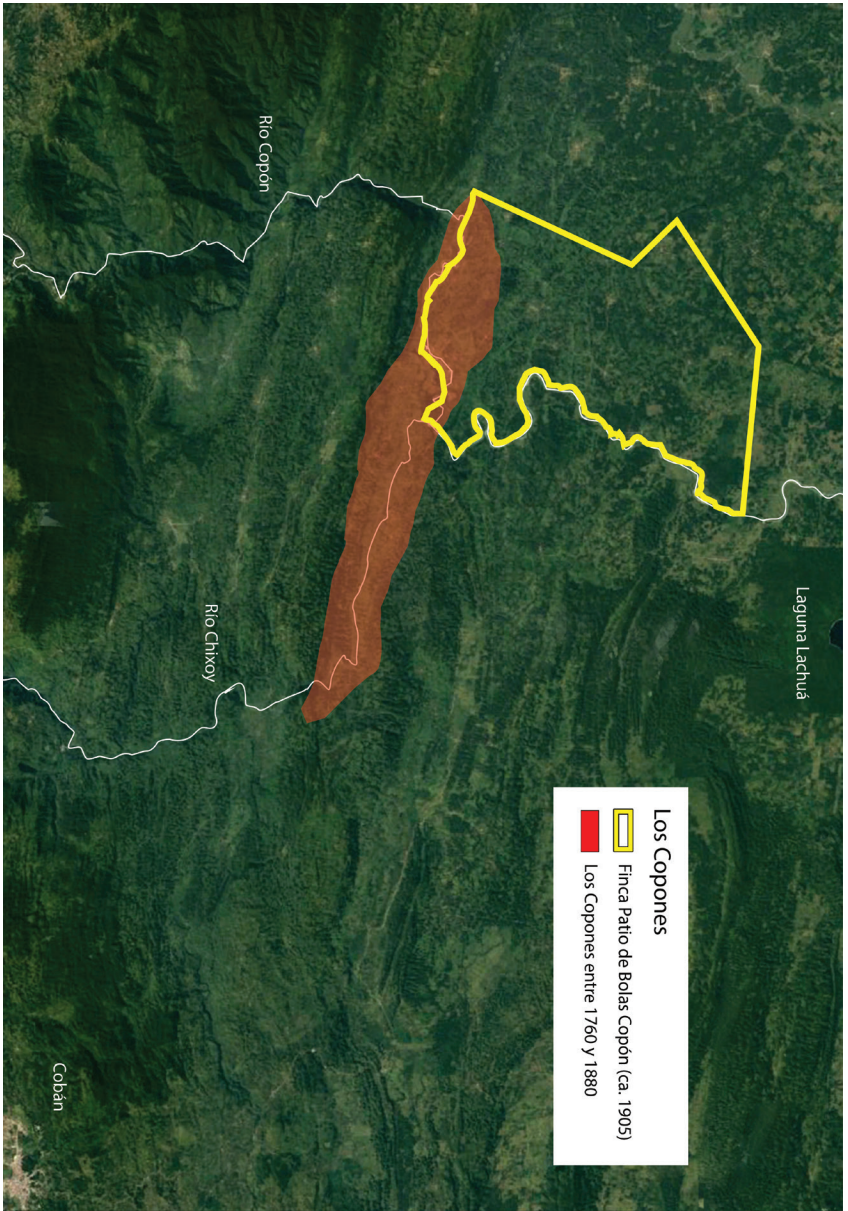 Laguna Lachuá
Río Copón
Río Chixoy
Cobán
Los Copones
Finca Patio de Bolas Copón (ca. 1905)
Los Copones entre 1760 y 1880